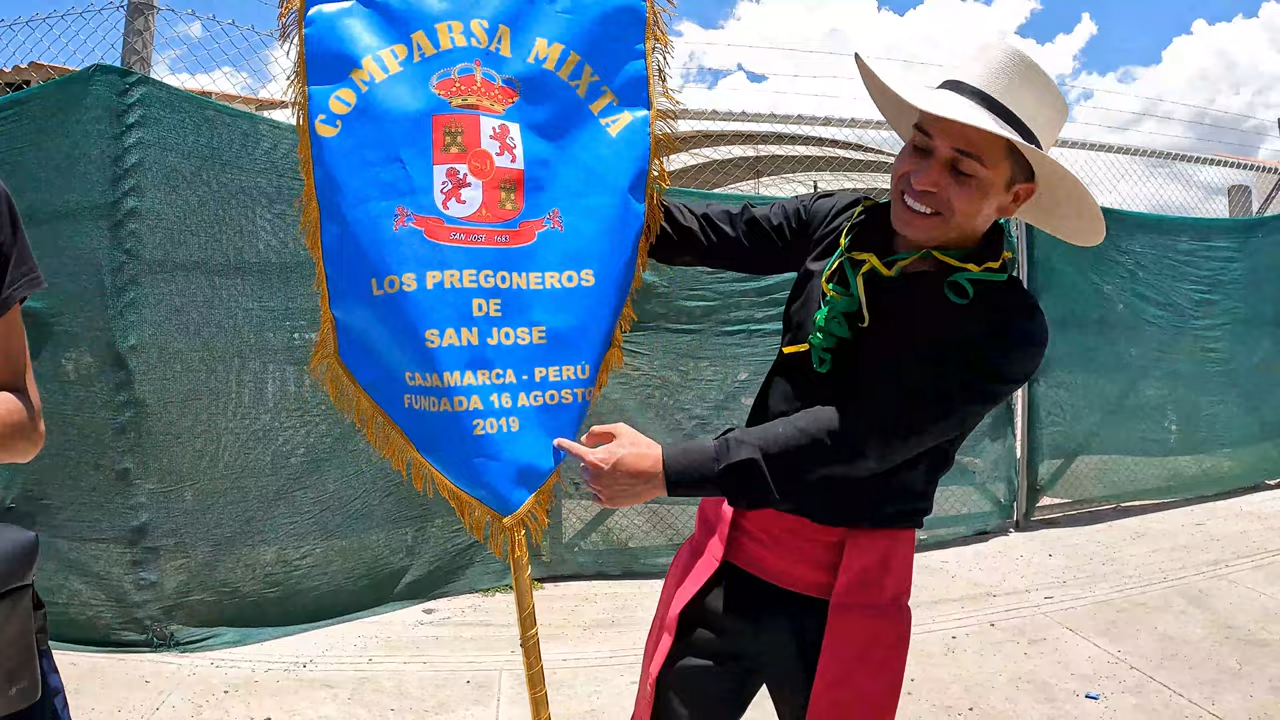 COMPARSA MIXTA
SJ
SAN JOSE - 1683
LOS PREGONEROS
DE
SAN JOSE
CAJAMARCA - PERÚ
FUNDADA 16 AGOSTO
2019